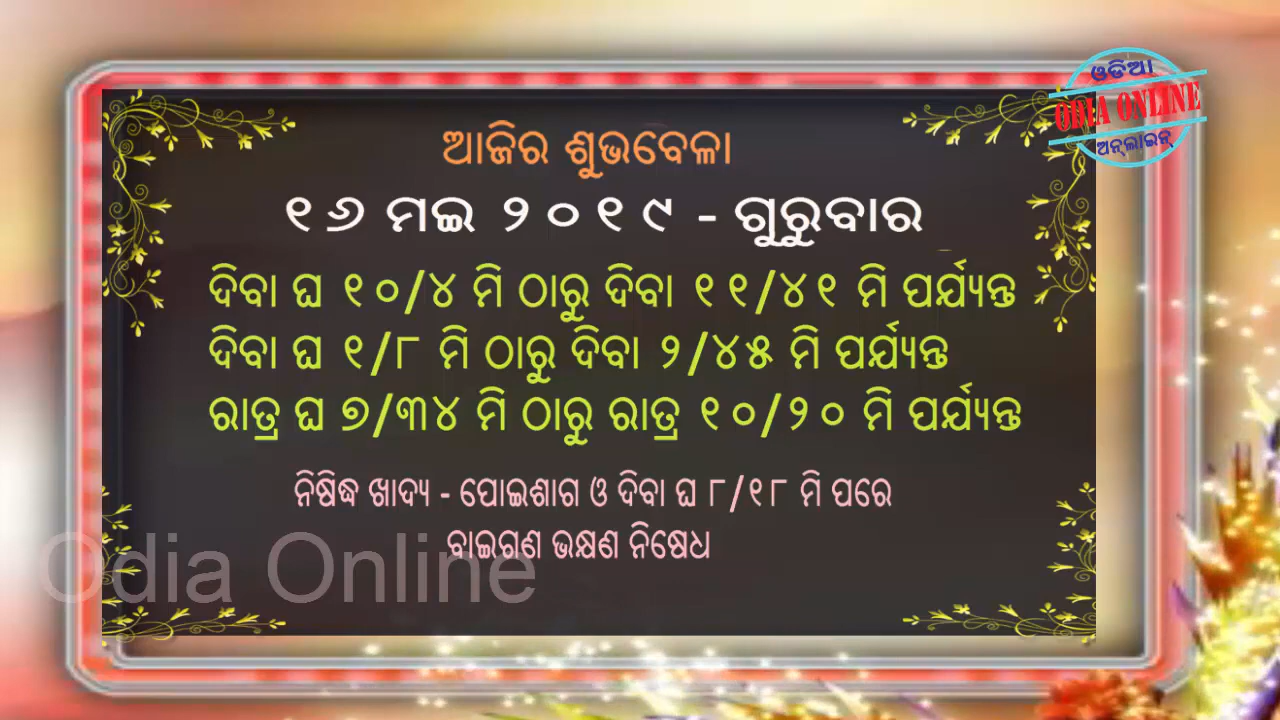 ଓଡିଆ
ODIA ONLINE
ଅନ୍‌ଲାଇନ୍
ଆଜିର ଶୁଭବେଳା
୧୬ ମଇ ୨୦୧୯ - ଗୁରୁବାର
ଦିବା ଘ ୧୦/୪ ମି ଠାରୁ ଦିବା ୧୧/୪୧ ମି ପର୍ଯ୍ୟନ୍ତ
ଦିବା ଘ ୧/୮ ମି ଠାରୁ ଦିବା ୨/୪୫ ମି ପର୍ଯ୍ୟନ୍ତ
ରାତ୍ର ଘ ୭/୩୪ ମି ଠାରୁ ରାତ୍ର ୧୦/୨୦ ମି ପର୍ଯ୍ୟନ୍ତ
ନିଷିଦ୍ଧ ଖାଦ୍ୟ - ପୋଇଶାଗ ଓ ଦିବା ଘ ୮/୧୮ ମି ପରେ
ବାଇଗଣ ଭକ୍ଷଣ ନିଷେଧ
Odia Online